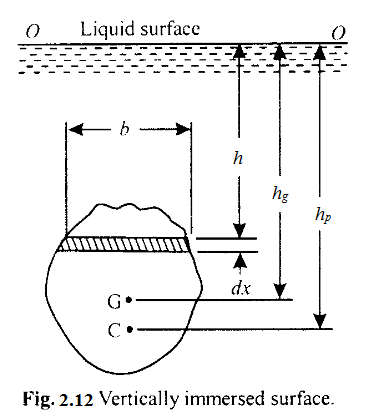 O Liquid surface O
b
h
hg
hp
dx
G
C
Fig. 2.12 Vertically immersed surface.